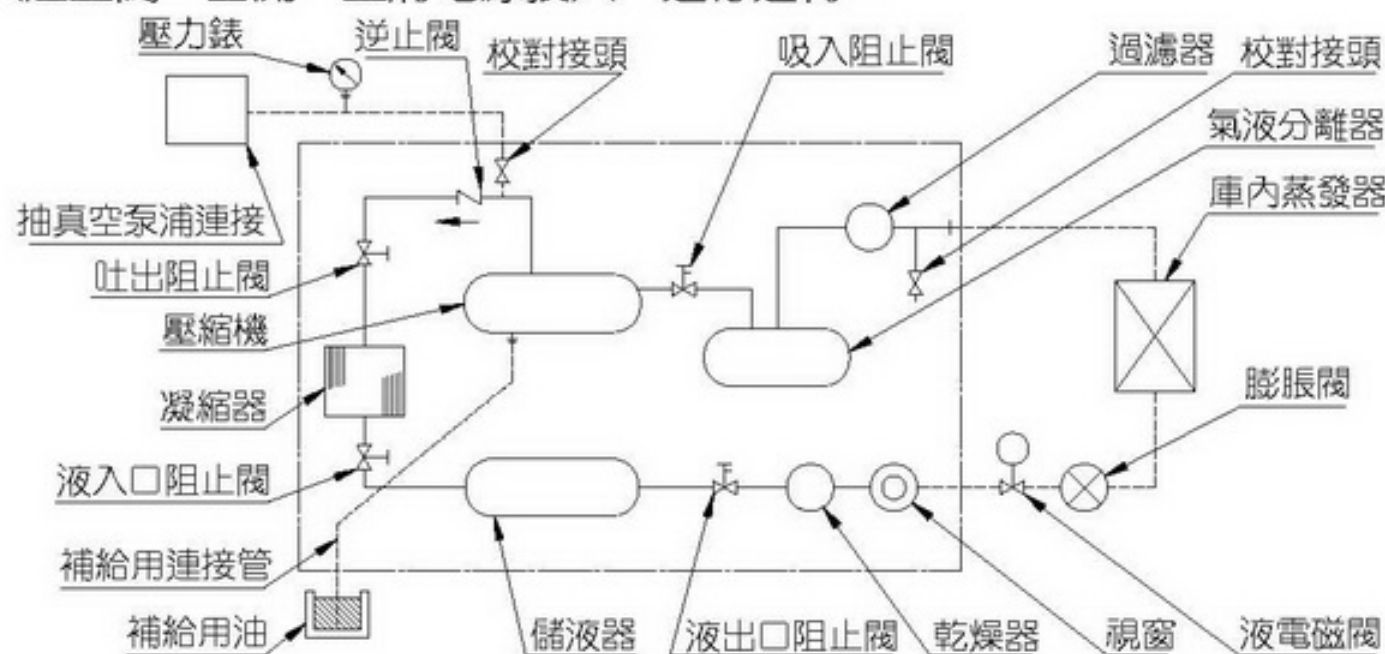 壓力錶
逆止閥
校對接頭
吸入阻止閥
過濾器
校對接頭
氣液分離器
庫內蒸發器
抽真空泵浦連接
吐出阻止閥
壓縮機
凝縮器
膨脹閥
液入口阻止閥
補給用連接管
補給用油
儲液器
液出口阻止閥
乾燥器
視窗
液電磁閥